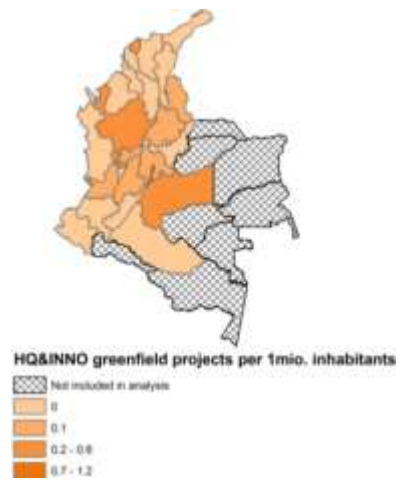 HQ&INNO greenfield projects per 1mio. inhabitants
Not included in analysis
0
0.1
0.2 - 0.6
0.7 - 1.2